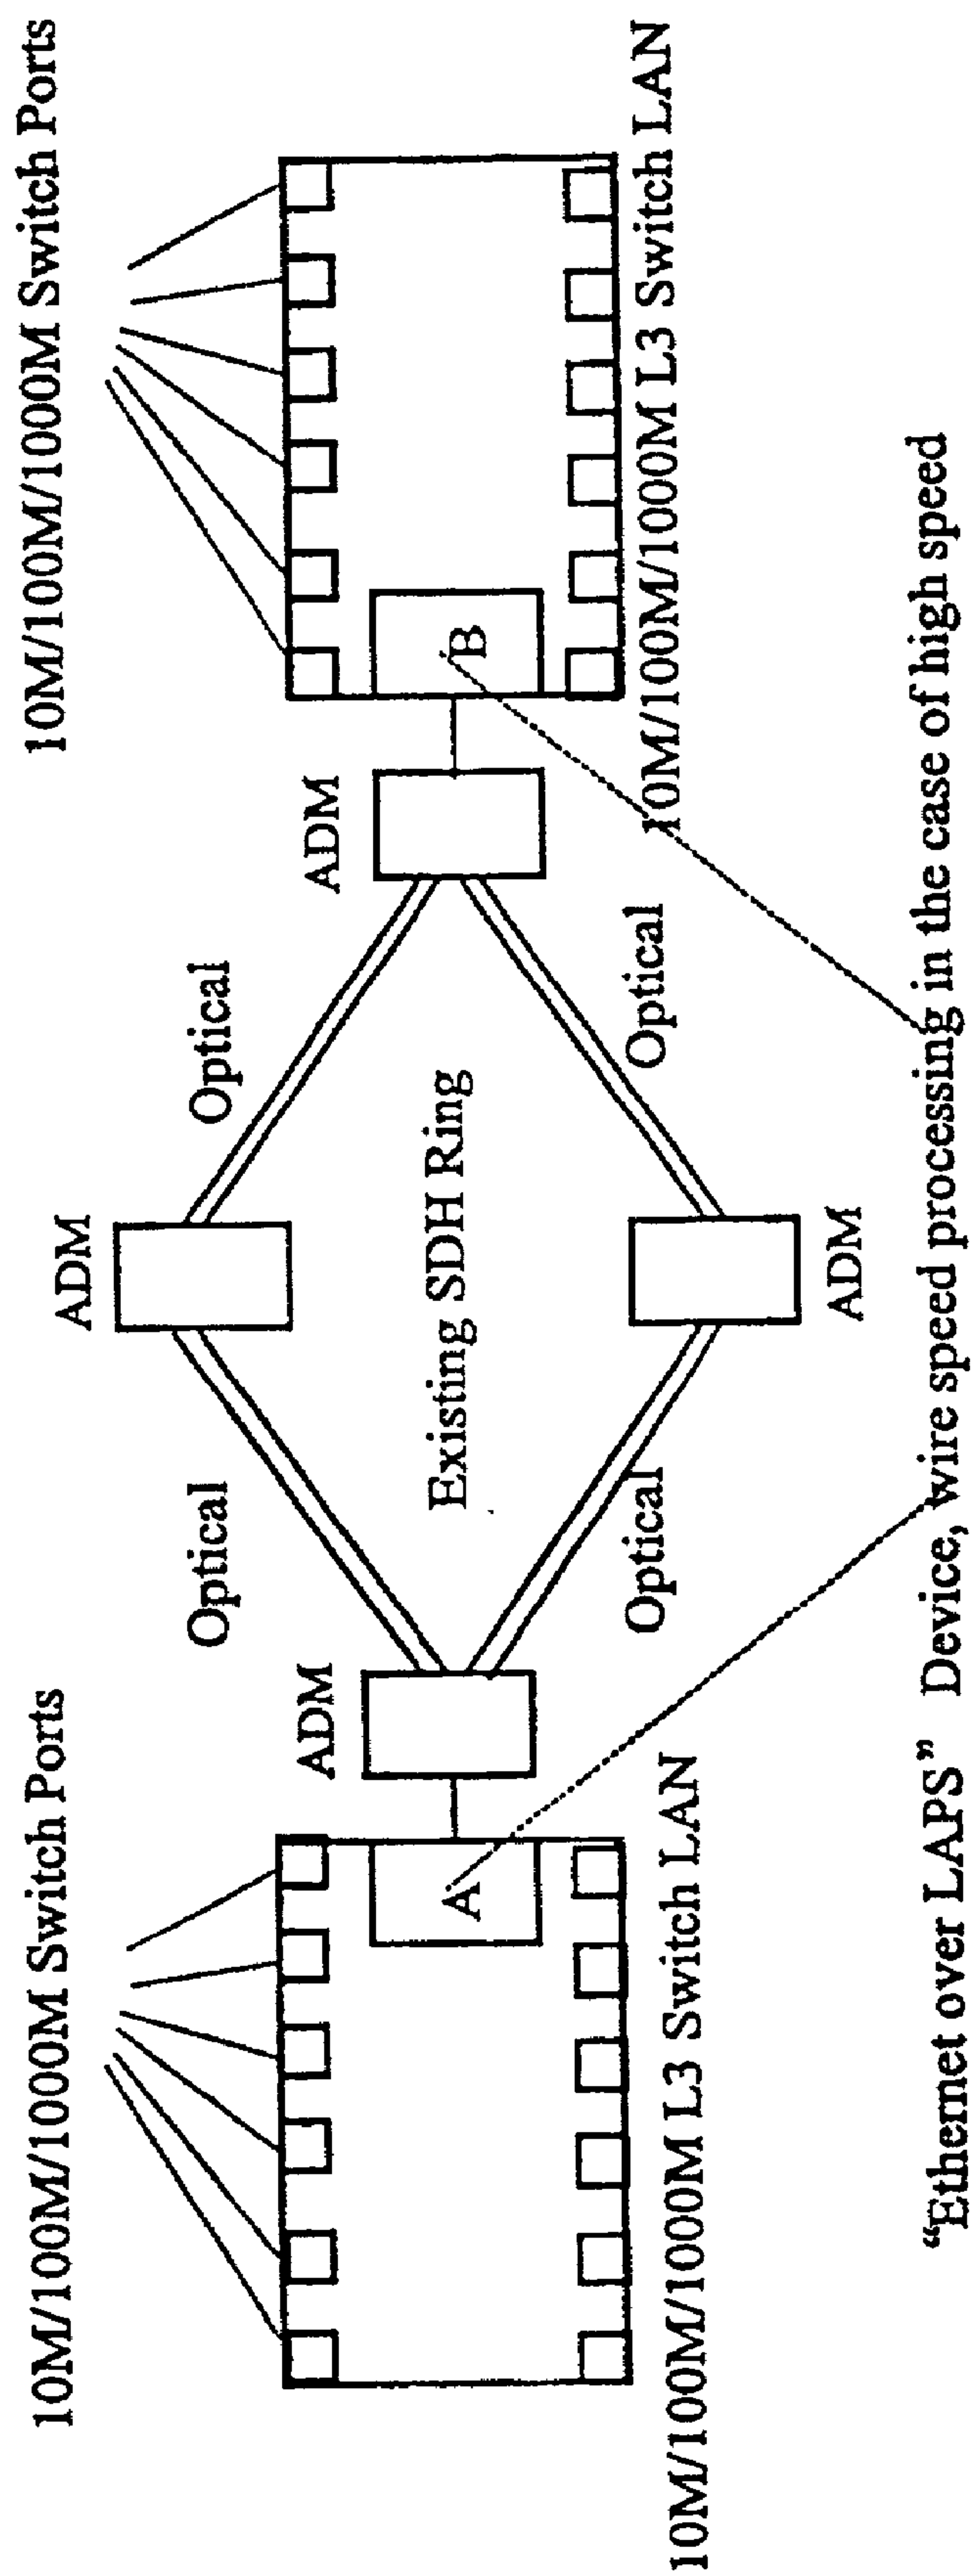 10M/100M/1000M Switch Ports
10M/100M/1000M Switch Ports
ADM
Optical
Optical
ADM
ADM
A
Existing SDH Ring
B
Optical
Optical
ADM
10M/100M/1000M L3 Switch LAN
10M/100M/1000M L3 Switch LAN
“Ethernet over LAPS” Device, wire speed processing in the case of high speed